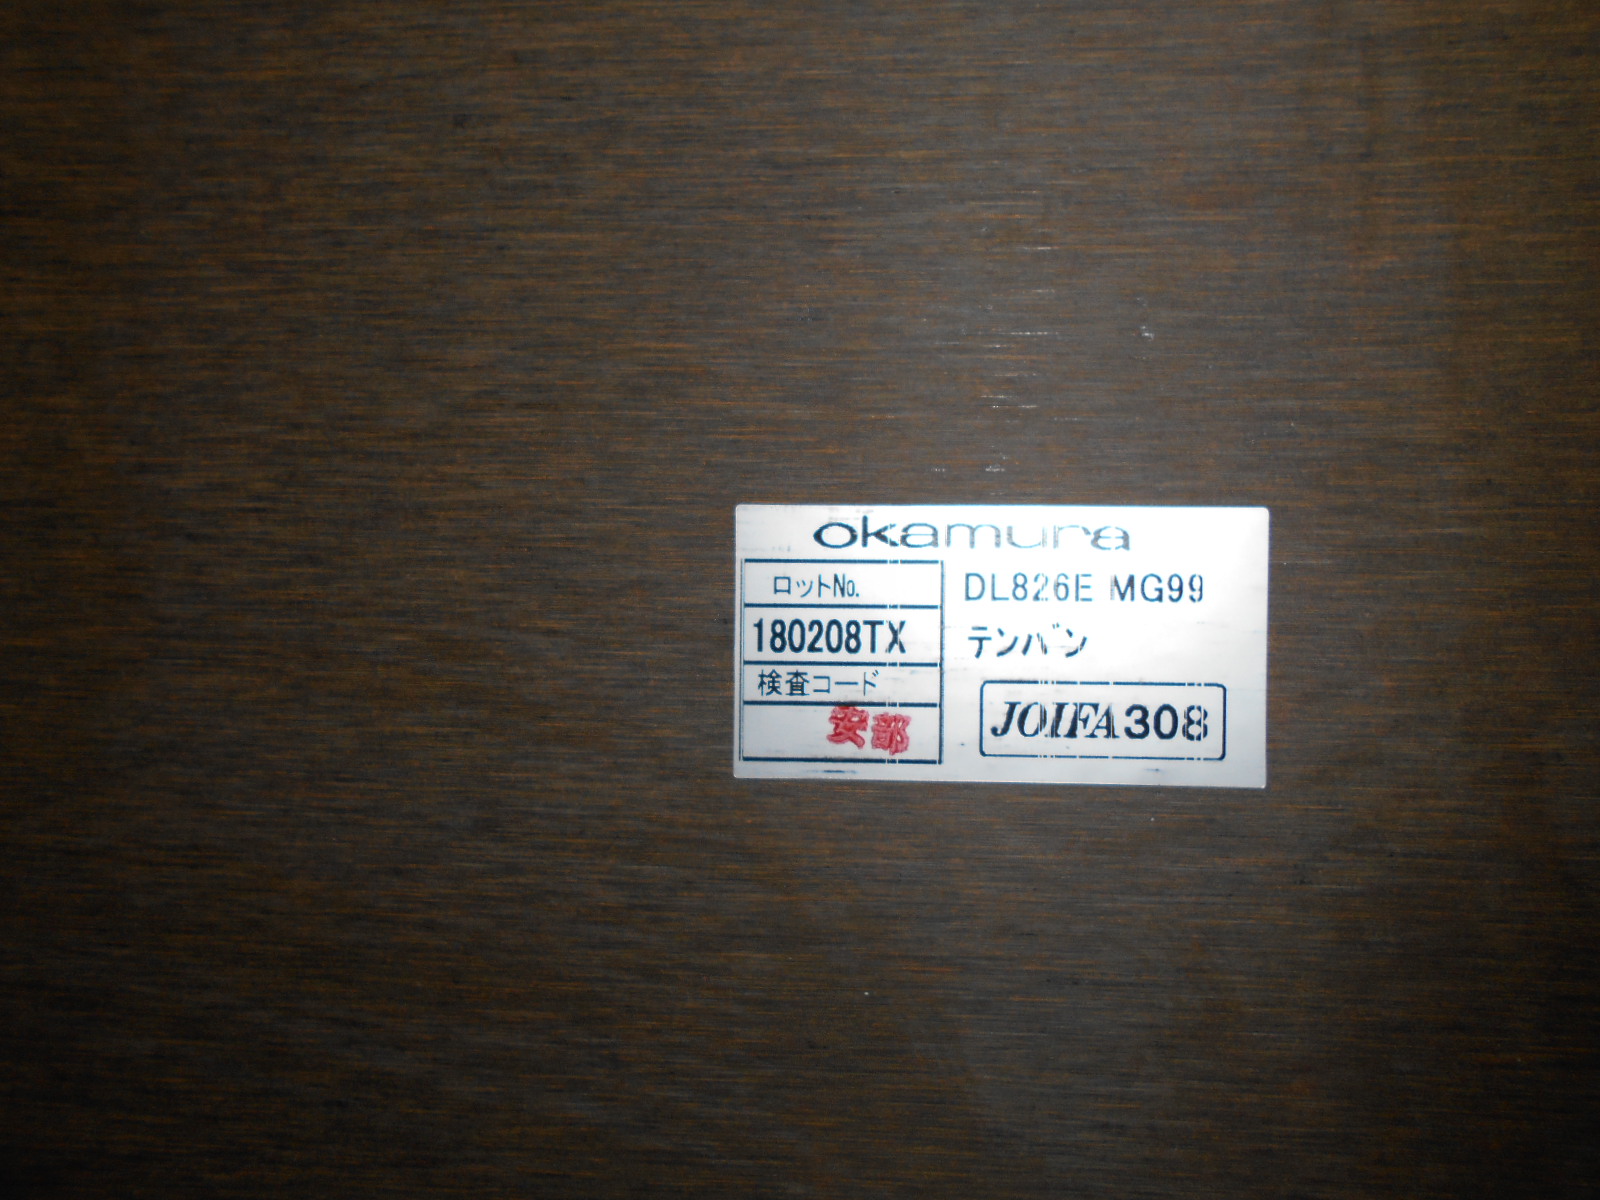 okamura
ロットNo.
180208TX
検査コード
安部
DL826E MG99
テンバン
JOIFA308